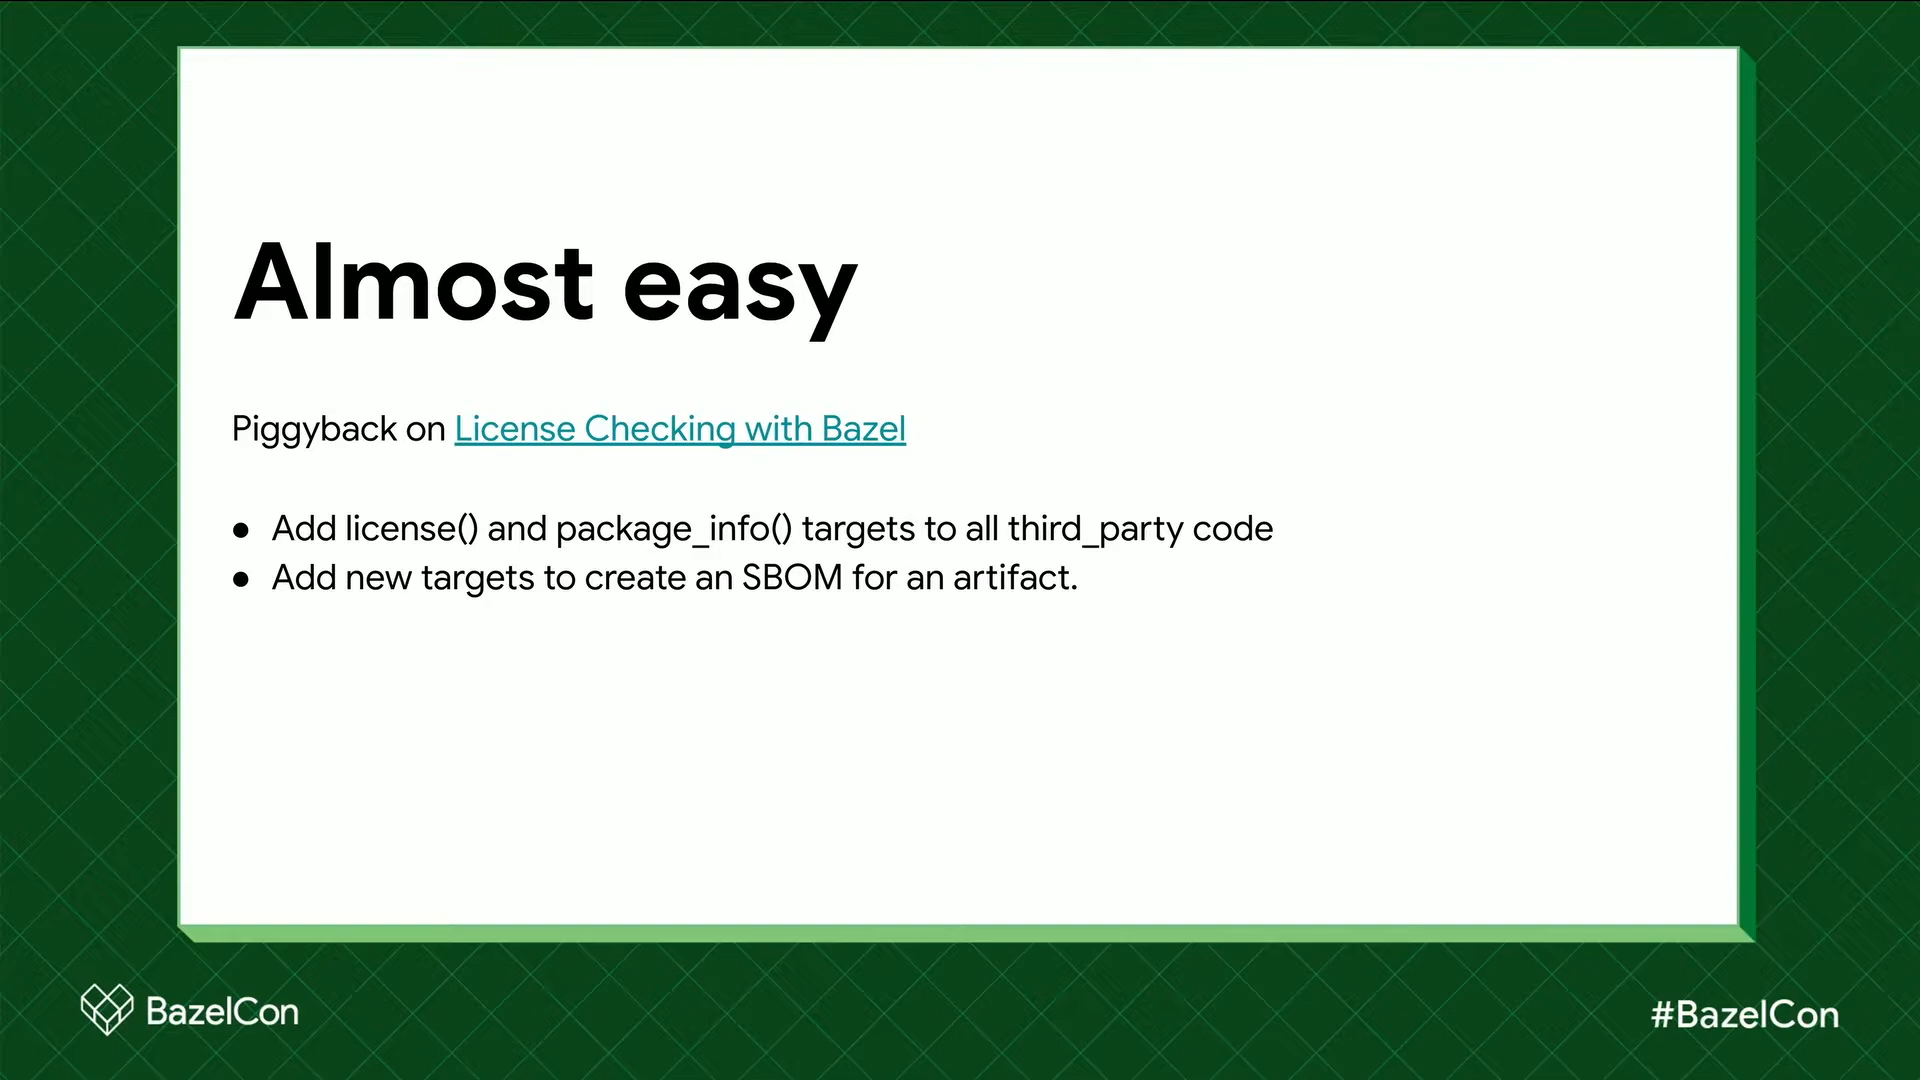 Almost easy
Piggyback on License Checking with Bazel
● Add license() and package_info() targets to all third_party code
● Add new targets to create an SBOM for an artifact.
BazelCon
#BazelCon